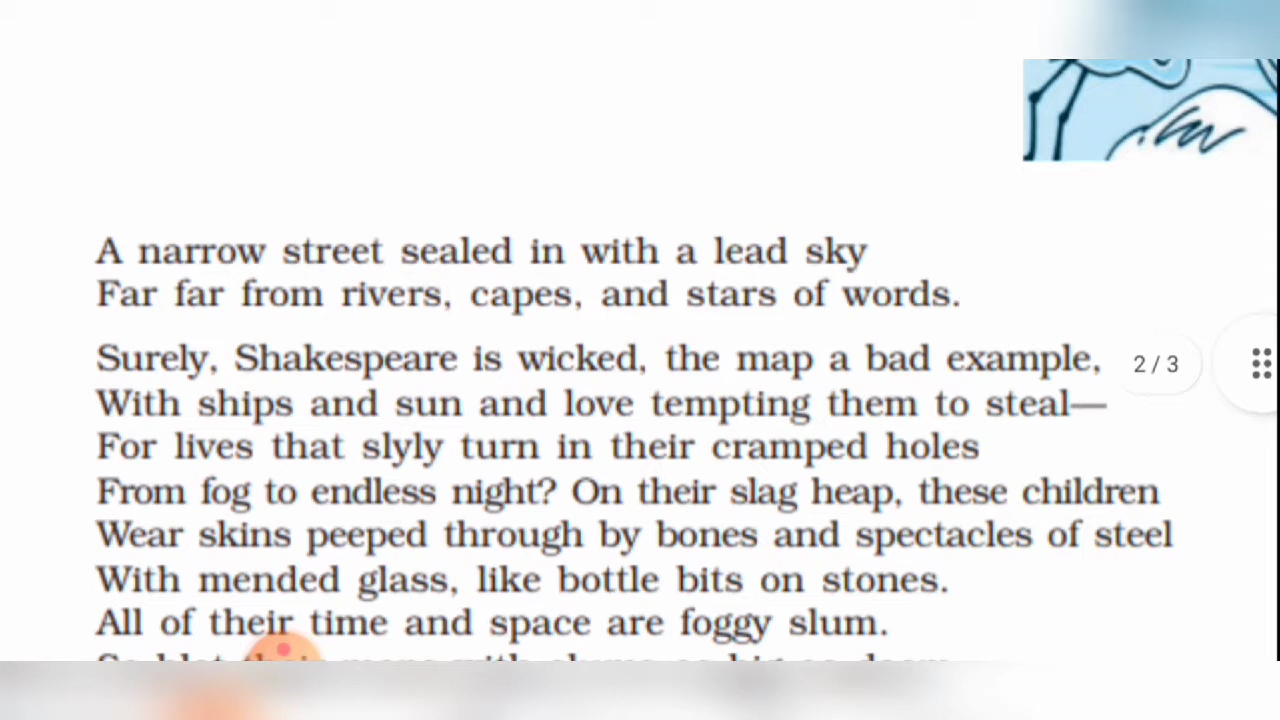 A narrow street sealed in with a lead sky
Far far from rivers, capes, and stars of words.
Surely, Shakespeare is wicked, the map a bad example,
2 / 3
With ships and sun and love tempting them to steal—
For lives that slyly turn in their cramped holes
From fog to endless night? On their slag heap, these children
Wear skins peeped through by bones and spectacles of steel
With mended glass, like bottle bits on stones.
All of their time and space are foggy slum.